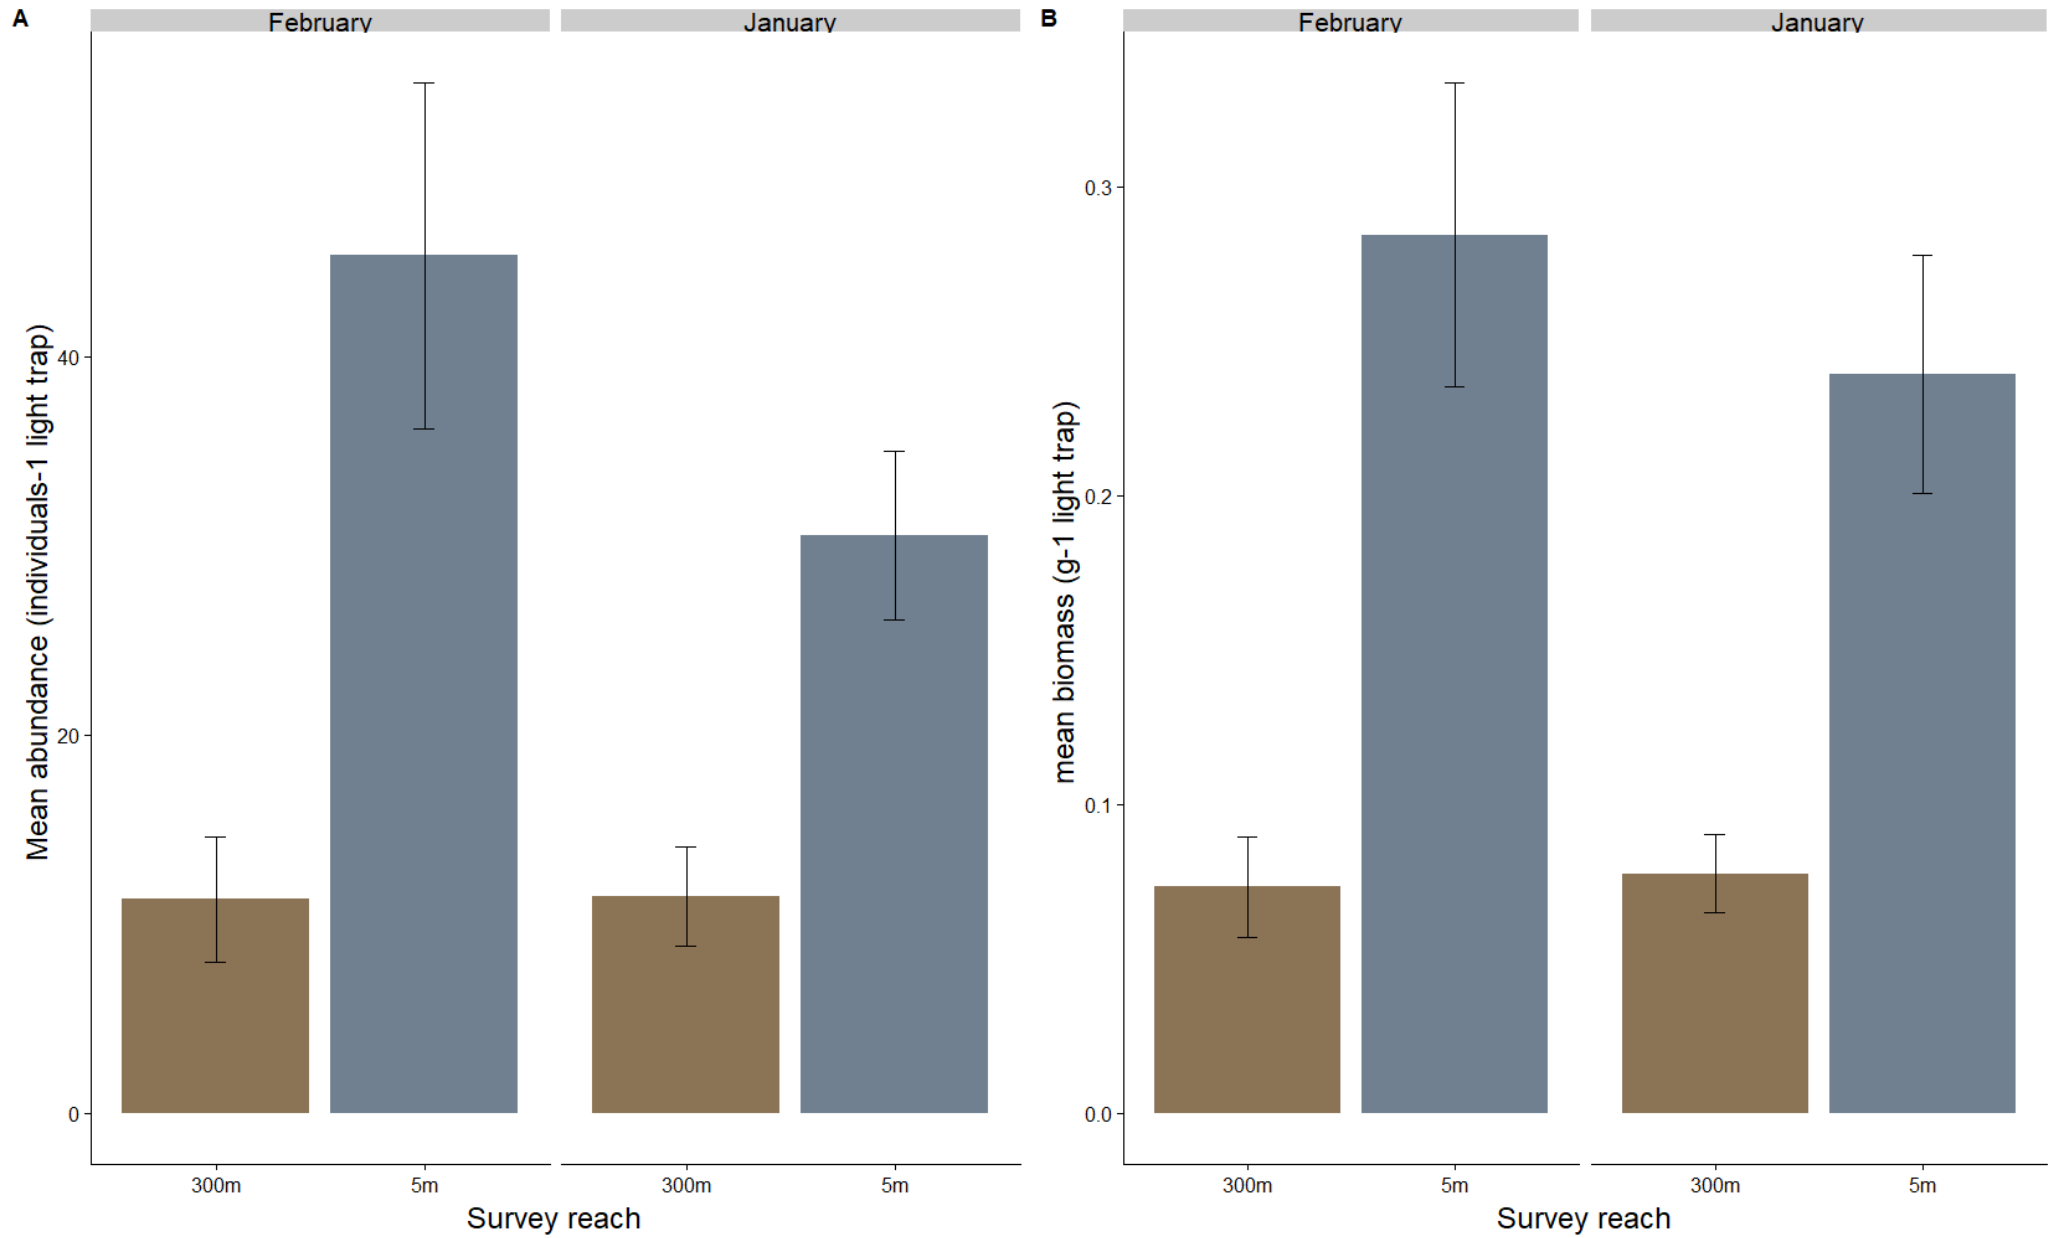 A
February
January
Mean abundance (individuals-1 light trap)
40
20
0
300m
5m
300m
5m
Survey reach
B
February
January
mean biomass (g-1 light trap)
0.3
0.2
0.1
0.0
300m
5m
300m
5m
Survey reach